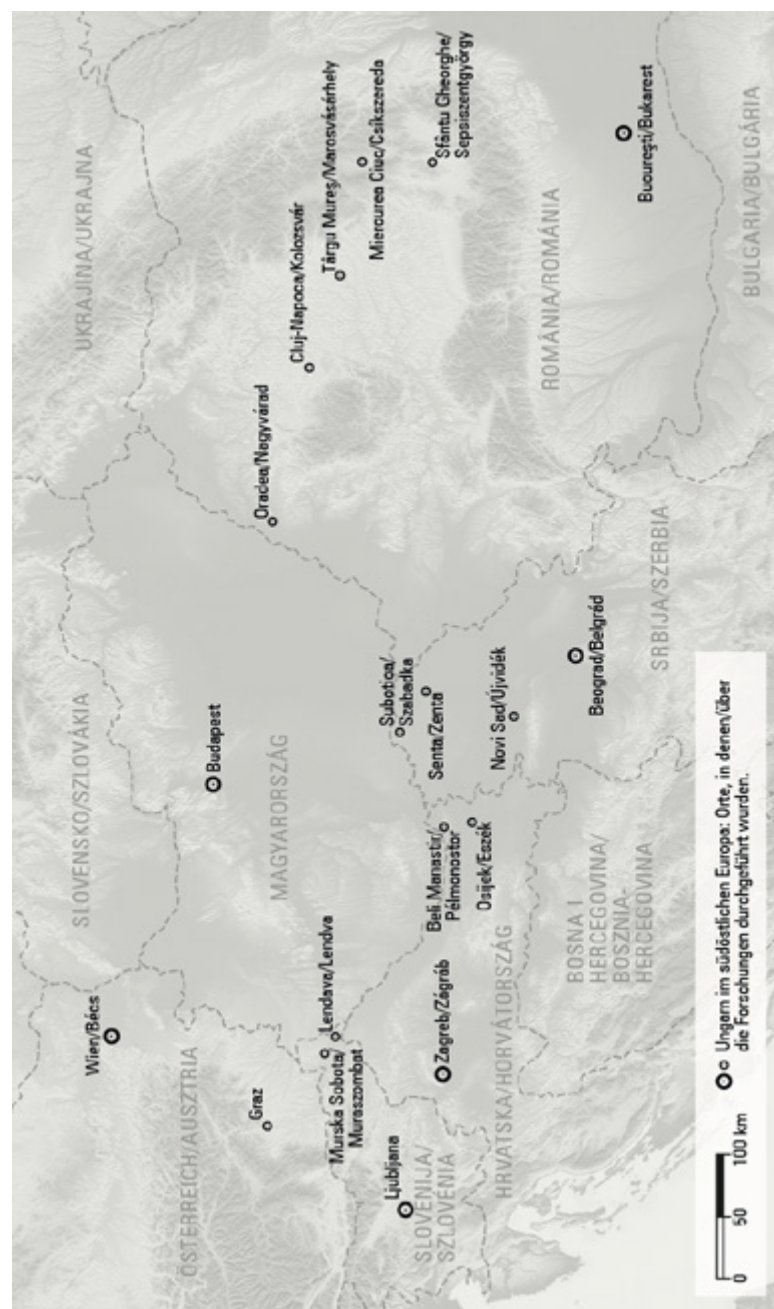 UKRAJINA/UKRAJNA
SLOVENSKO/SZLOVÁKIA
Wien/Bécs
ÖSTERREICH/AUSZTRIA
Budapest
MAGYARORSZÁG
Graz
Murska Sobota/
Muraszombat
Lendava/Lendva
Ljubljana
SLOVENIJA/
SZLOVÉNIA
Zagreb/Zágráb
HRVATSKA/HORVÁTORSZÁG
Beli Manastir/
Pélmonostor
Osijek/Eszék
BOSNA I
HERCEGOVINA/
BOSZNIA-
HERCEGOVINA
Subotica/
Szabadka
Senta/Zenta
Novi Sad/Újvidék
Beograd/Belgrád
SRBIJA/SZERBIA
Oradea/Nagyvárad
Cluj-Napoca/Kolozsvár
Târgu Mureş/Marosvásárhely
Miercurea Ciuc/Csíkszereda
Sfântu Gheorghe/
Sepsiszentgyörgy
ROMÂNIA/ROMÁNIA
Bucureşti/Bukarest
BULGARIA/BULGÁRIA
0 50 100 km
Ungarn im südöstlichen Europa: Orte, in denen/über
die Forschungen durchgeführt wurden.